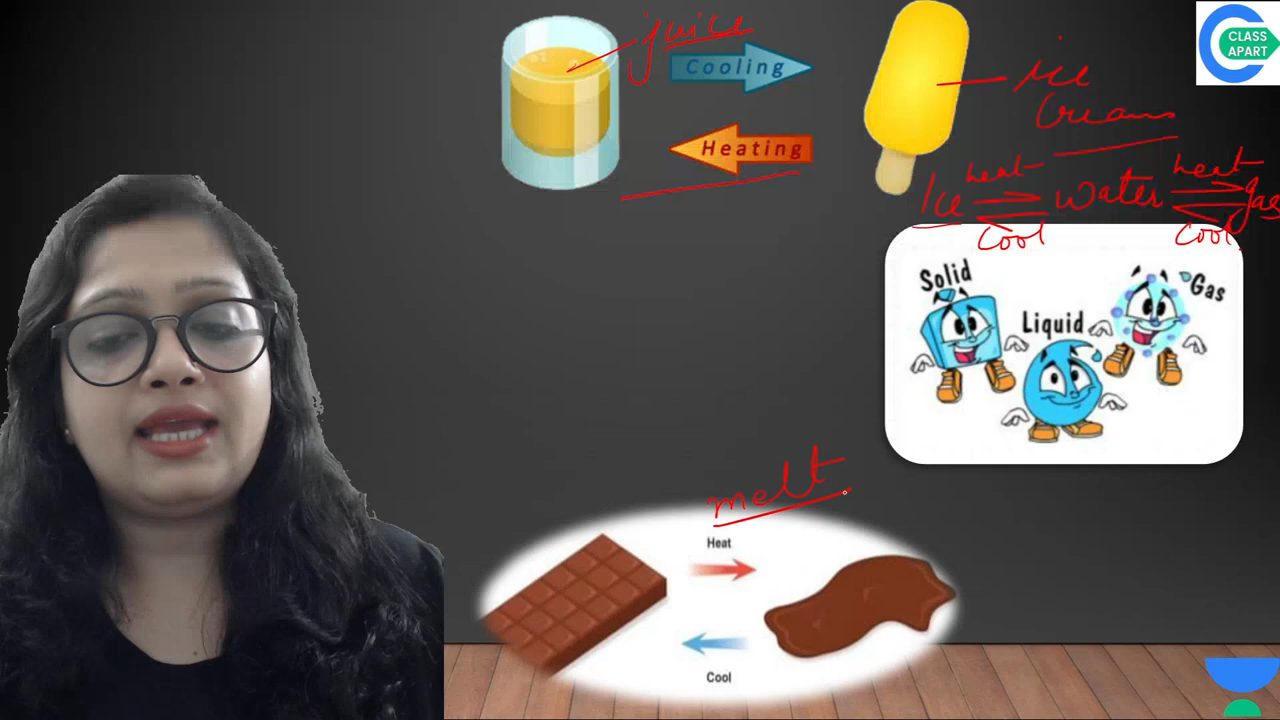 juice
Cooling
Heating
ice
Cream
CLASS
APART
Ice heat water heat gas
cool cool
Solid
Liquid
Gas
melt
Heat
Cool